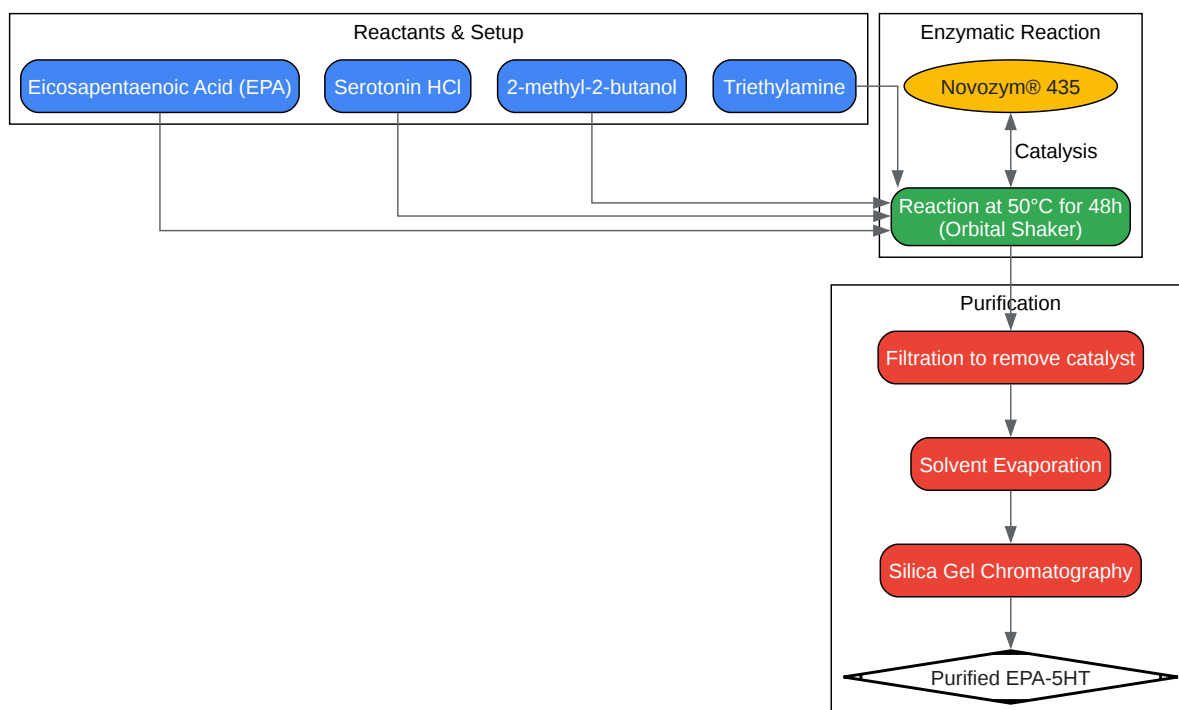 Reactants & Setup
Eicosapentaenoic Acid (EPA)
Serotonin HCl
2-methyl-2-butanol
Triethylamine
Enzymatic Reaction
Novozym® 435
Catalysis
Reaction at 50°C for 48h
(Orbital Shaker)
Purification
Filtration to remove catalyst
Solvent Evaporation
Silica Gel Chromatography
Purified EPA-5HT